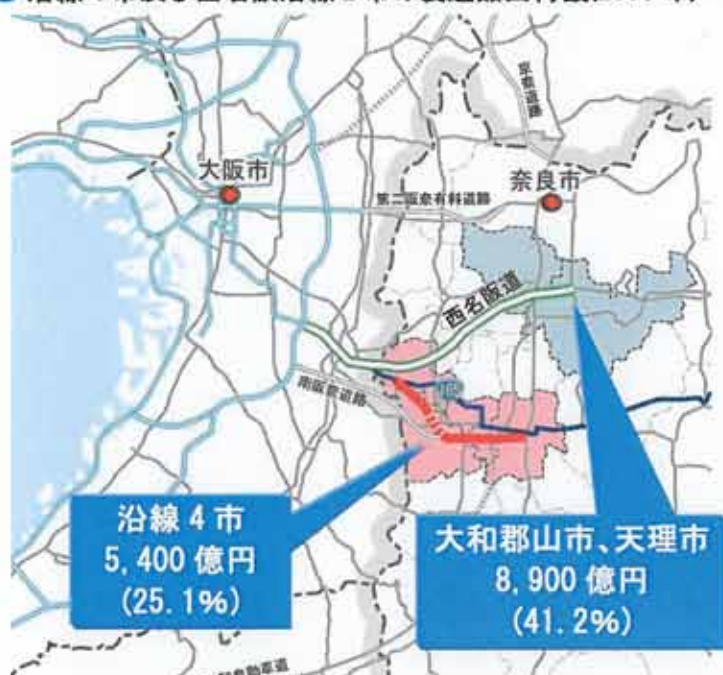 京奈道路
大阪市
奈良市
第二阪奈有料道路
西名阪道
南阪奈道路
沿線4市
5,400億円
(25.1%)
大和郡山市、天理市
8,900億円
(41.2%)